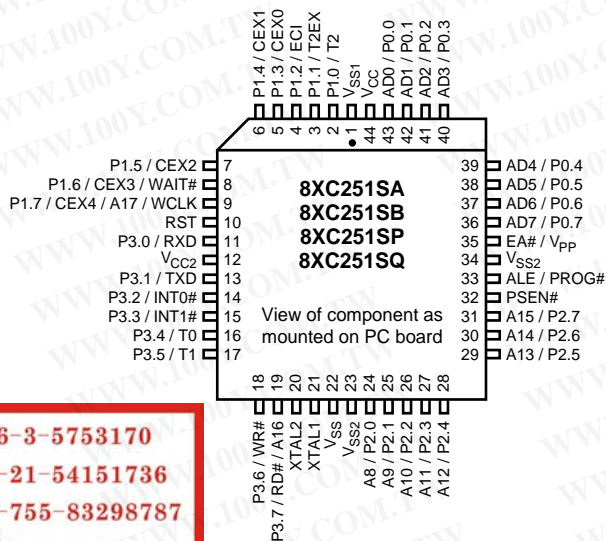 P1.4 / CEX1
P1.3 / CEX0
P1.2 / ECI
P1.1 / T2EX
P1.0 / T2
VSS1
VCC
AD0 / P0.0
AD1 / P0.1
AD2 / P0.2
AD3 / P0.3
6 5 4 3 2 1 44 43 42 41 40
P1.5 / CEX2 7
P1.6 / CEX3 / WAIT# 8
P1.7 / CEX4 / A17 / WCLK 9
RST 10
P3.0 / RXD 11
VCC2 12
P3.1 / TXD 13
P3.2 / INT0# 14
P3.3 / INT1# 15
P3.4 / T0 16
P3.5 / T1 17
8XC251SA
8XC251SB
8XC251SP
8XC251SQ
View of component as
mounted on PC board
39 AD4 / P0.4
38 AD5 / P0.5
37 AD6 / P0.6
36 AD7 / P0.7
35 EA# / VPP
34 VSS2
33 ALE / PROG#
32 PSEN#
31 A15 / P2.7
30 A14 / P2.6
29 A13 / P2.5
18 19 20 21 22 23 24 25 26 27 28
P3.6 / WR#
P3.7 / RD# / A16
XTAL2
XTAL1
VSS
VSS2
A8 / P2.0
A9 / P2.1
A10 / P2.2
A11 / P2.3
A12 / P2.4
6-3-5753170
-21-54151736
-755-83298787
WWW.100Y.COM.TW